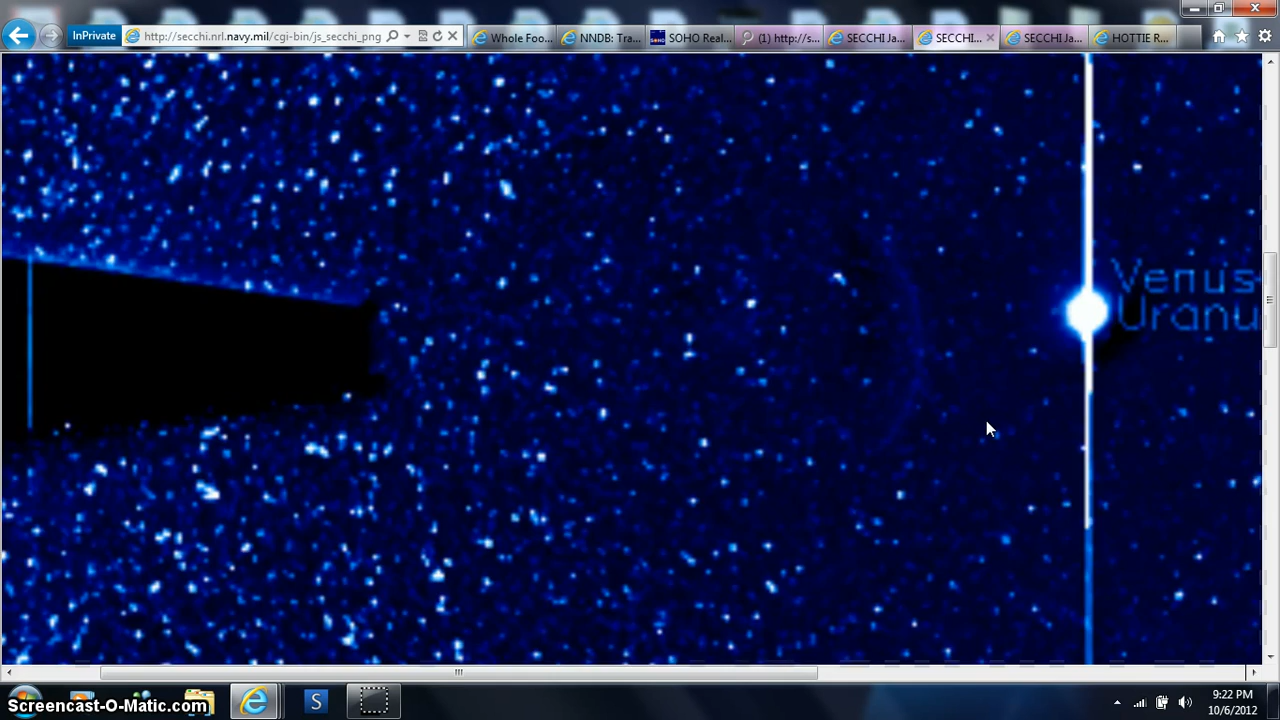 InPrivate
http://secchi.nrl.navy.mil/cgi-bin/js_secchi_png
Whole Foo...
NNDB: Tra...
SOHO Real...
(1) http://s...
SECCHI Ja...
SECCHI...
SECCHI Ja...
HOTTIE R...
Venus
Uranu
Screencast-O-Matic.com
S
9:22 PM
10/6/2012